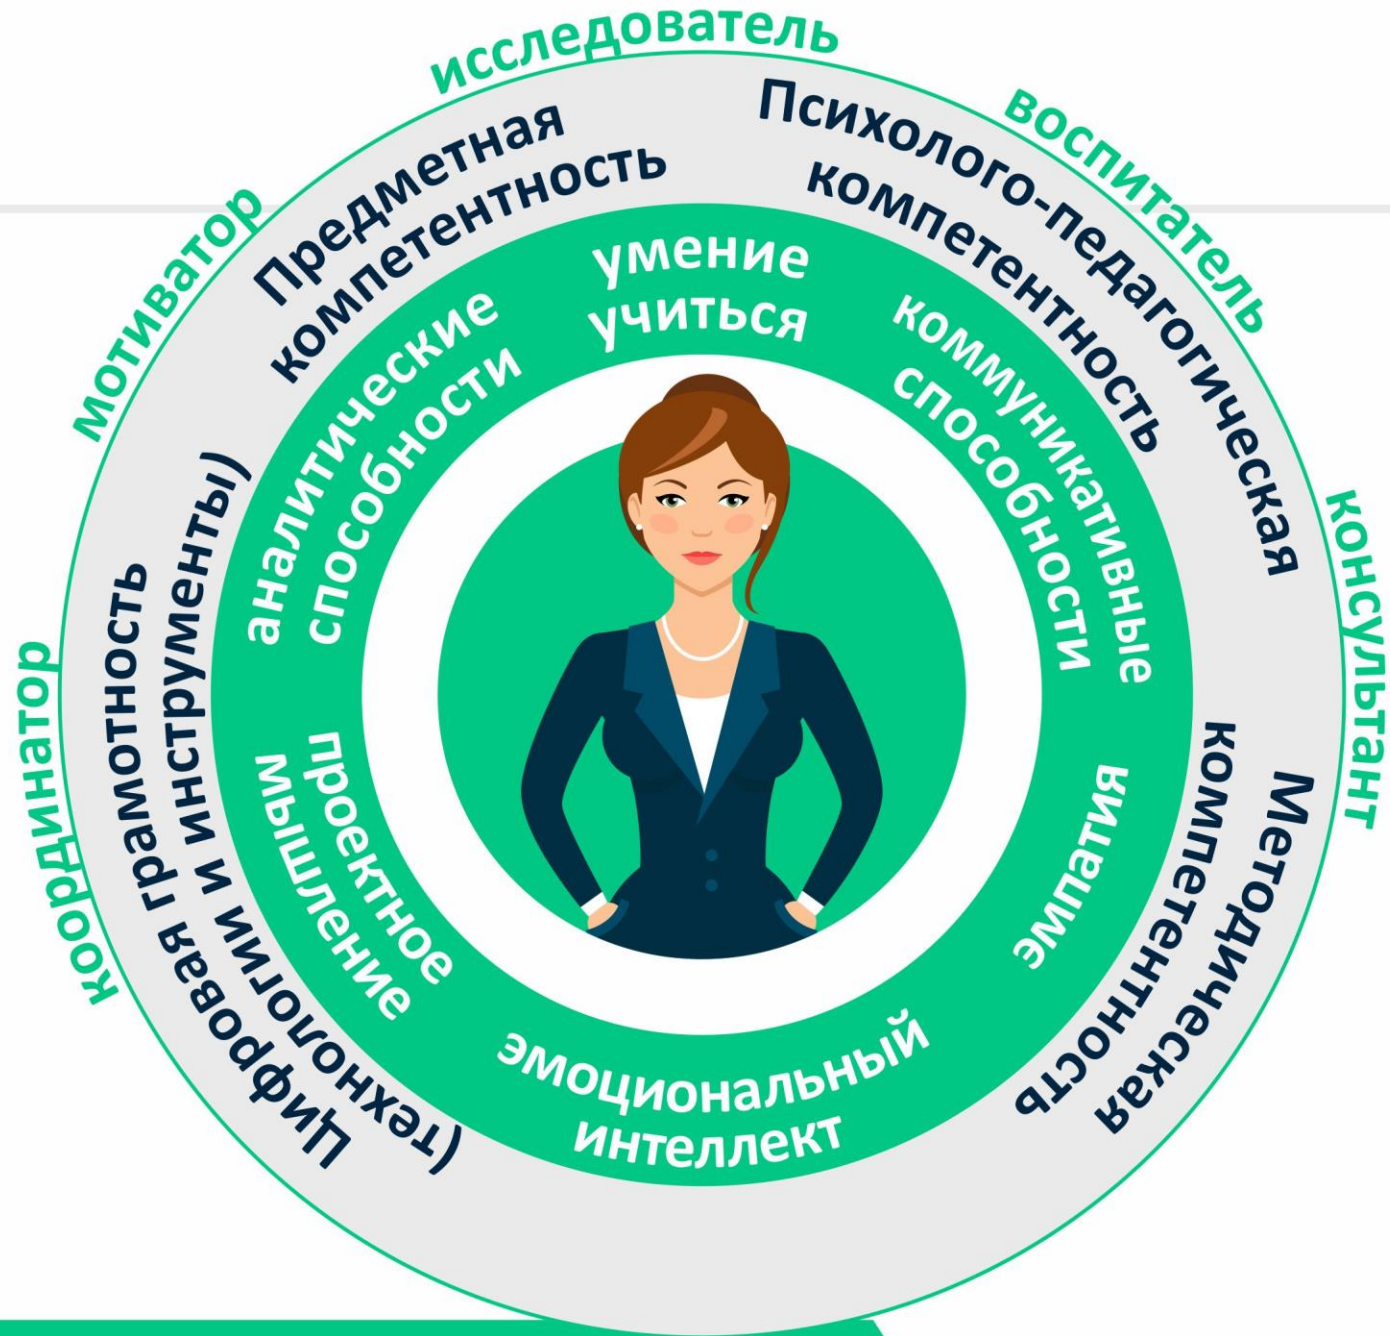 исследователь
воспитатель
консультант
мотиватор
координатор
Предметная
компетентность
Психолого-педагогическая
компетентность
Методическая
компетентность
Цифровая грамотность
(технологии и инструменты)
умение
учиться
коммуникативные
способности
эмпатия
эмоциональный
интеллект
проектное
мышление
аналитические
способности